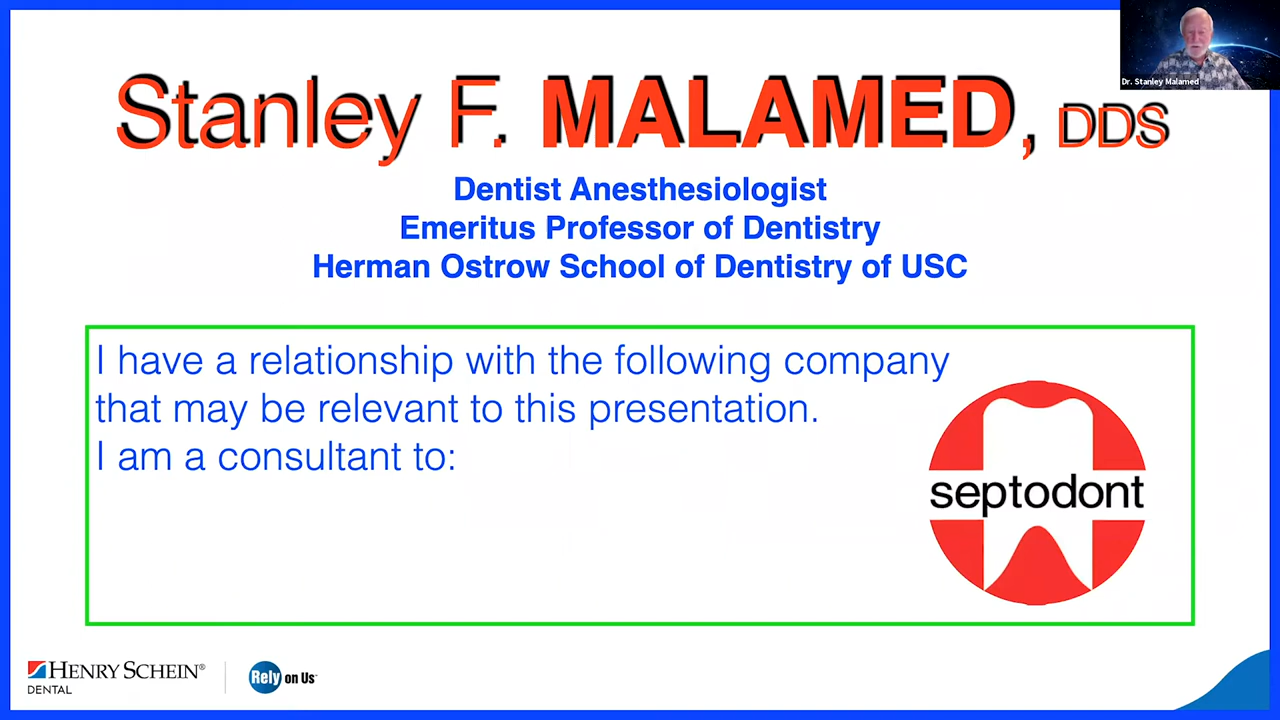 Dr. Stanley Malamed
Stanley F. MALAMED, DDS
Dentist Anesthesiologist
Emeritus Professor of Dentistry
Herman Ostrow School of Dentistry of USC
I have a relationship with the following company
that may be relevant to this presentation.
I am a consultant to:
septodont
HENRY SCHEIN®
DENTAL
Rely on Us™